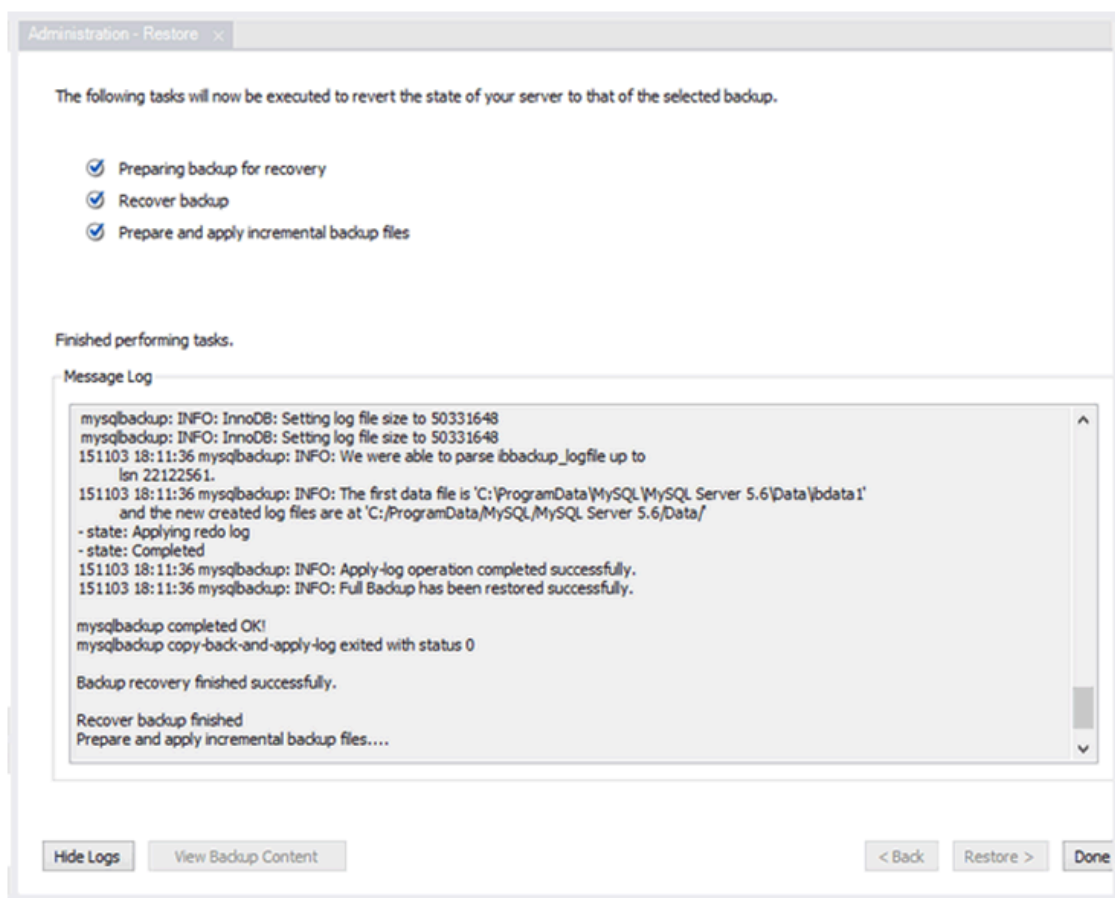 Administration - Restore ×
The following tasks will now be executed to revert the state of your server to that of the selected backup.
Preparing backup for recovery
Recover backup
Prepare and apply incremental backup files
Finished performing tasks.
Message Log
mysqlbackup: INFO: InnoDB: Setting log file size to 50331648
mysqlbackup: INFO: InnoDB: Setting log file size to 50331648
151103 18:11:36 mysqlbackup: INFO: We were able to parse ibbackup_logfile up to
lsn 22122561.
151103 18:11:36 mysqlbackup: INFO: The first data file is 'C:\ProgramData\MySQL\MySQL Server 5.6\Data\ibdata1'
and the new created log files are at 'C:/ProgramData/MySQL/MySQL Server 5.6/Data/'
- state: Applying redo log
- state: Completed
151103 18:11:36 mysqlbackup: INFO: Apply-log operation completed successfully.
151103 18:11:36 mysqlbackup: INFO: Full Backup has been restored successfully.
mysqlbackup completed OK!
mysqlbackup copy-back-and-apply-log exited with status 0
Backup recovery finished successfully.
Recover backup finished
Prepare and apply incremental backup files....
Hide Logs View Backup Content < Back Restore > Done